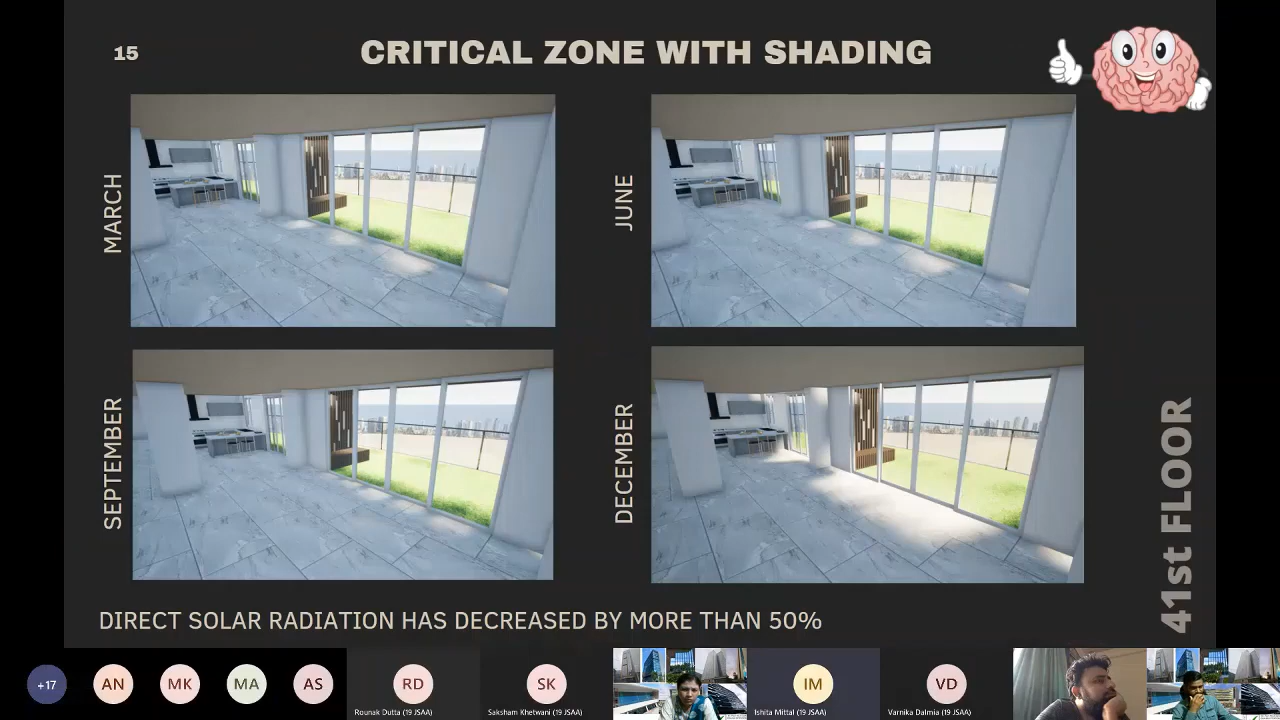 15
CRITICAL ZONE WITH SHADING
MARCH
JUNE
SEPTEMBER
DECEMBER
41st FLOOR
DIRECT SOLAR RADIATION HAS DECREASED BY MORE THAN 50%
+17
AN
MK
MA
AS
RD
Rounak Dutta (19 JSAA)
SK
Saksham Khetwani (19 JSAA)
IM
Ishita Mittal (19 JSAA)
VD
Varnika Dalmia (19 JSAA)